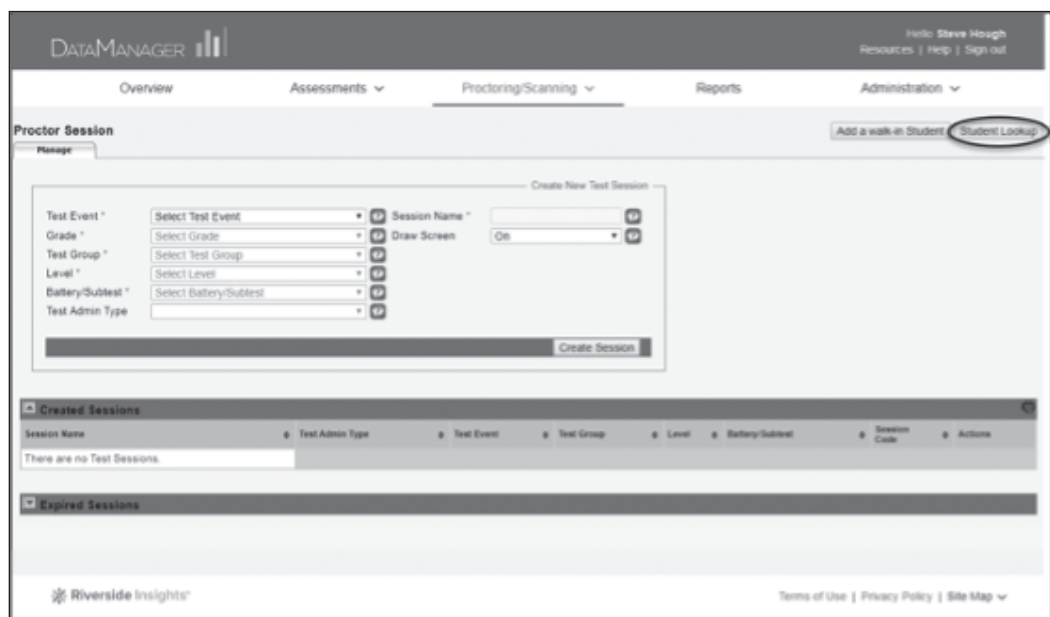 DATAMANAGER
Hello Steve Hough
Resources | Help | Sign out
Overview Assessments Proctoring/Scanning Reports Administration
Proctor Session
Add a walk-in Student Student Lookup
Manage
Create New Test Session
Test Event * Select Test Event Session Name *
Grade * Select Grade Draw Screen On
Test Group * Select Test Group
Level * Select Level
Battery/Subtest * Select Battery/Subtest
Test Admin Type
Create Session
Created Sessions
Session Name Test Admin Type Test Event Test Group Level Battery/Subtest Session Code Actions
There are no Test Sessions.
Expired Sessions
Riverside Insights®
Terms of Use | Privacy Policy | Site Map